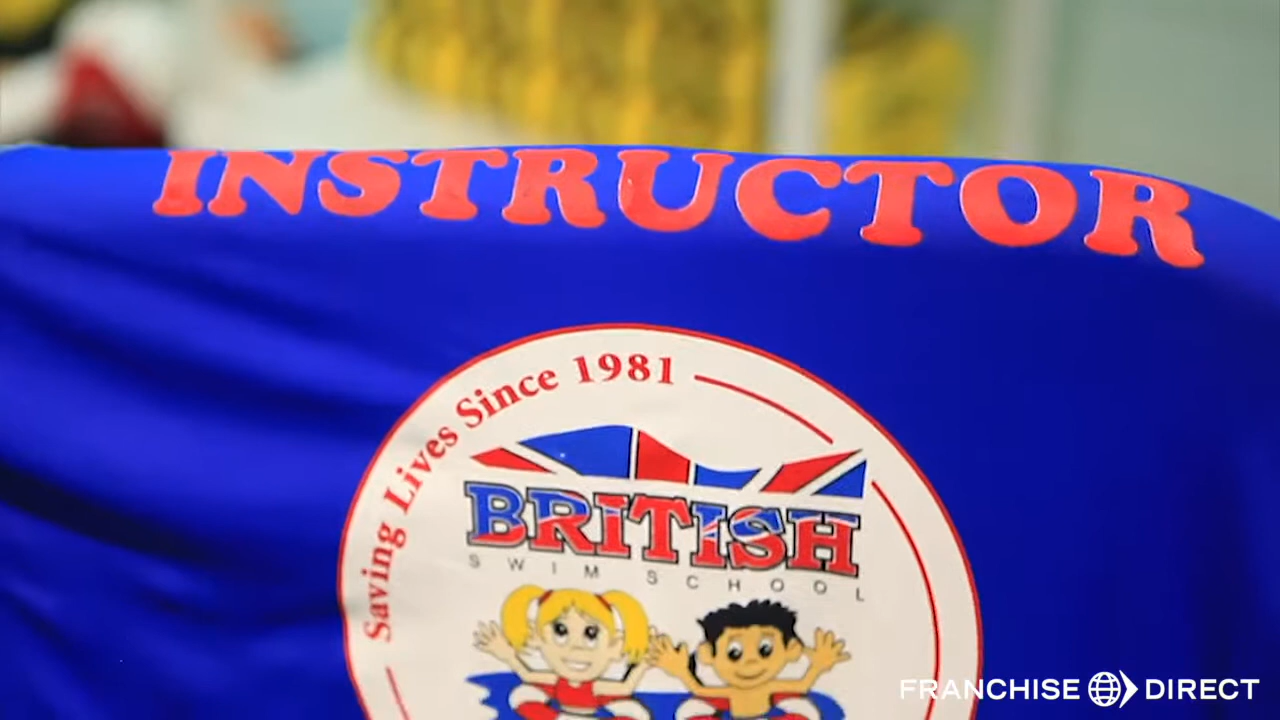 INSTRUCTOR
Saving Lives Since 1981
BRITISH
SWIM SCHOOL
FRANCHISE DIRECT